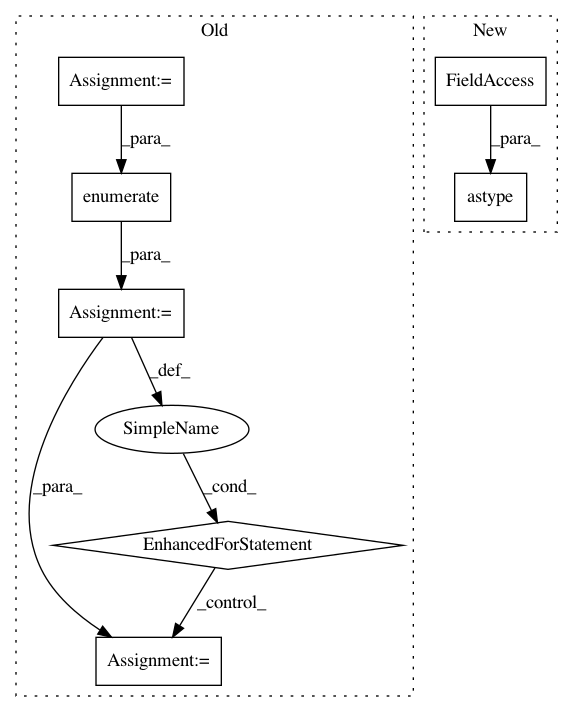 Old
New
Assignment:=
FieldAccess
_para_
_para_
enumerate
astype
_para_
Assignment:=
_def_
SimpleName
_para_
_cond_
EnhancedForStatement
_control_
Assignment:=